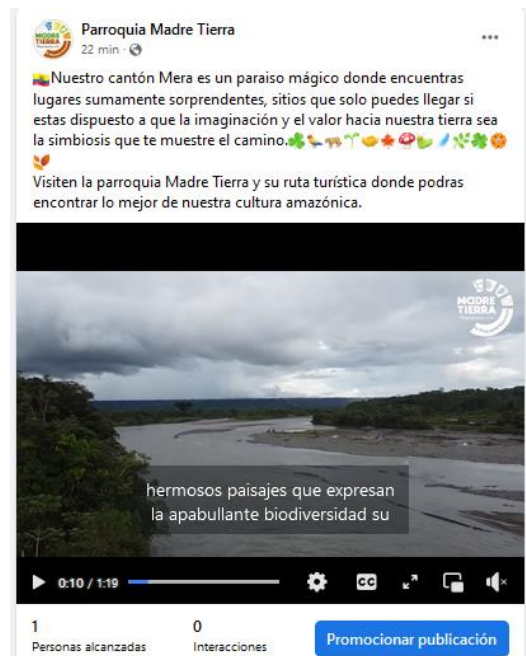 Parroquia Madre Tierra
22 min ·
Nuestro cantón Mera es un paraiso mágico donde encuentras
lugares sumamente sorprendentes, sitios que solo puedes llegar si
estas dispuesto a que la imaginación y el valor hacia nuestra tierra sea
la simbiosis que te muestre el camino.
Visiten la parroquia Madre Tierra y su ruta turística donde podras
encontrar lo mejor de nuestra cultura amazónica.
MADRE
TIERRA
hermosos paisajes que expresan
la apabullante biodiversidad su
0:10 / 1:19
CC
1
Personas alcanzadas
0
Interacciones
Promocionar publicación